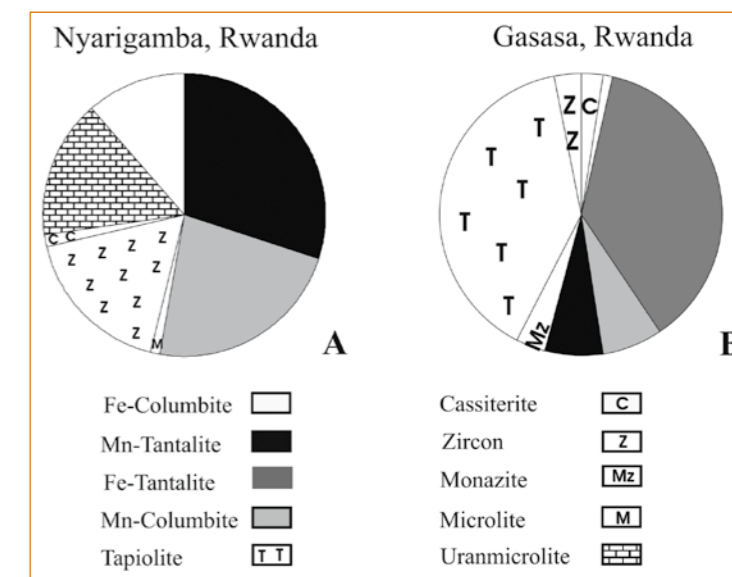 Nyarigamba, Rwanda
Gasasa, Rwanda
Z C
Z
T
T
T
T
T
T
Mz
C C
Z
Z
Z
Z
Z
Z
Z
Z
Z
M
A
B
Fe-Columbite
Mn-Tantalite
Fe-Tantalite
Mn-Columbite
Tapiolite T T
Cassiterite C
Zircon Z
Monazite Mz
Microlite M
Uranmicrolite